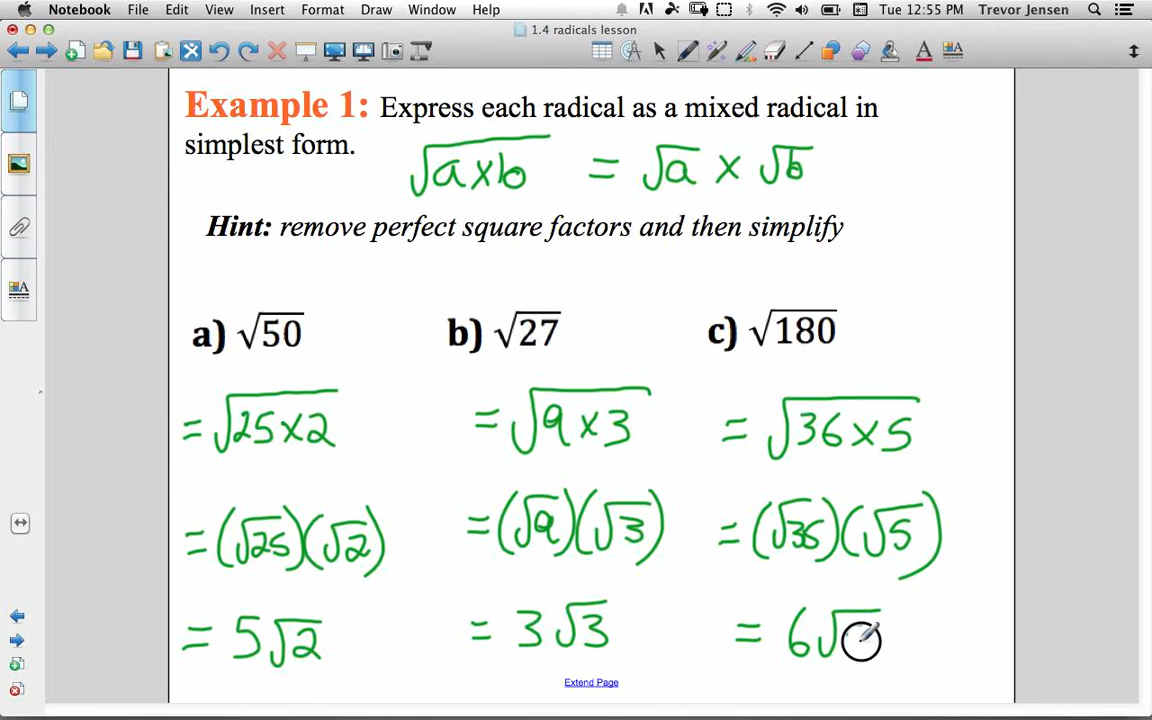 Notebook File Edit View Insert Format Draw Window Help Tue 12:55 PM Trevor Jensen
1.4 radicals lesson
Example 1: Express each radical as a mixed radical in
simplest form.
√(a×b) = √a × √b
Hint: remove perfect square factors and then simplify
a) √50 b) √27 c) √180
= √(25×2) = √(9×3) = √(36×5)
= (√25)(√2) = (√9)(√3) = (√36)(√5)
= 5√2 = 3√3 = 6√
Extend Page